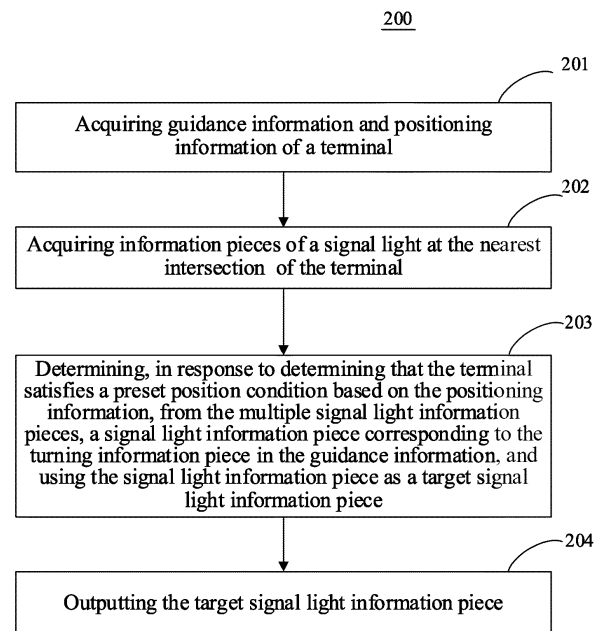 200
201
Acquiring guidance information and positioning
information of a terminal
202
Acquiring information pieces of a signal light at the nearest
intersection of the terminal
203
Determining, in response to determining that the terminal
satisfies a preset position condition based on the positioning
information, from the multiple signal light information
pieces, a signal light information piece corresponding to the
turning information piece in the guidance information, and
using the signal light information piece as a target signal
light information piece
204
Outputting the target signal light information piece